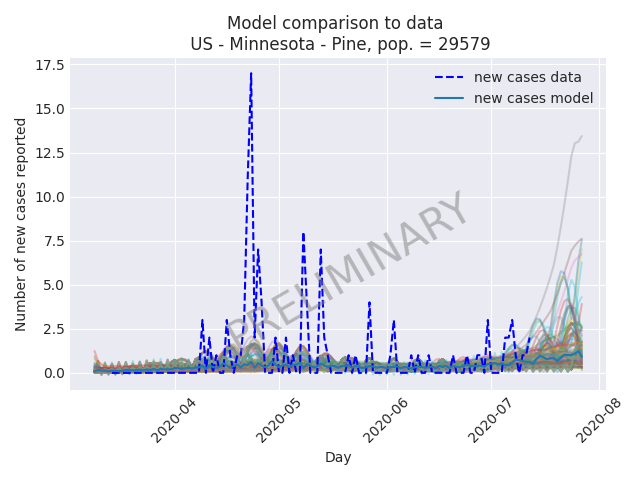 Model comparison to data
US - Minnesota - Pine, pop. = 29579
17.5
15.0
12.5
10.0
7.5
5.0
2.5
0.0
Number of new cases reported
new cases data
new cases model
PRELIMINARY
2020-04
2020-05
2020-06
2020-07
2020-08
Day